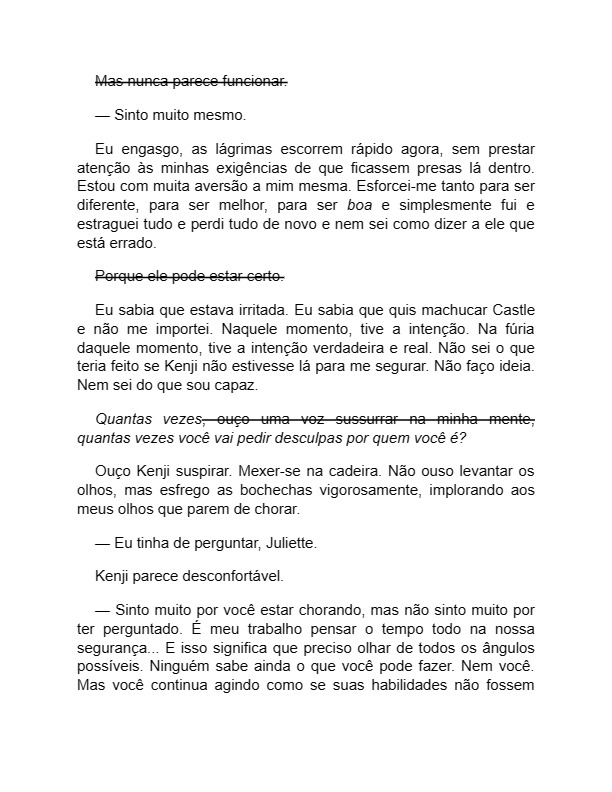 Mas nunca parece funcionar.
— Sinto muito mesmo.
Eu engasgo, as lágrimas escorrem rápido agora, sem prestar
atenção às minhas exigências de que ficassem presas lá dentro.
Estou com muita aversão a mim mesma. Esforcei-me tanto para ser
diferente, para ser melhor, para ser boa e simplesmente fui e
estraguei tudo e perdi tudo de novo e nem sei como dizer a ele que
está errado.
Porque ele pode estar certo.
Eu sabia que estava irritada. Eu sabia que quis machucar Castle
e não me importei. Naquele momento, tive a intenção. Na fúria
daquele momento, tive a intenção verdadeira e real. Não sei o que
teria feito se Kenji não estivesse lá para me segurar. Não faço ideia.
Nem sei do que sou capaz.
Quantas vezes, ouço uma voz sussurrar na minha mente,
quantas vezes você vai pedir desculpas por quem você é?
Ouço Kenji suspirar. Mexer-se na cadeira. Não ouso levantar os
olhos, mas esfrego as bochechas vigorosamente, implorando aos
meus olhos que parem de chorar.
— Eu tinha de perguntar, Juliette.
Kenji parece desconfortável.
— Sinto muito por você estar chorando, mas não sinto muito por
ter perguntado. É meu trabalho pensar o tempo todo na nossa
segurança... E isso significa que preciso olhar de todos os ângulos
possíveis. Ninguém sabe ainda o que você pode fazer. Nem você.
Mas você continua agindo como se suas habilidades não fossem